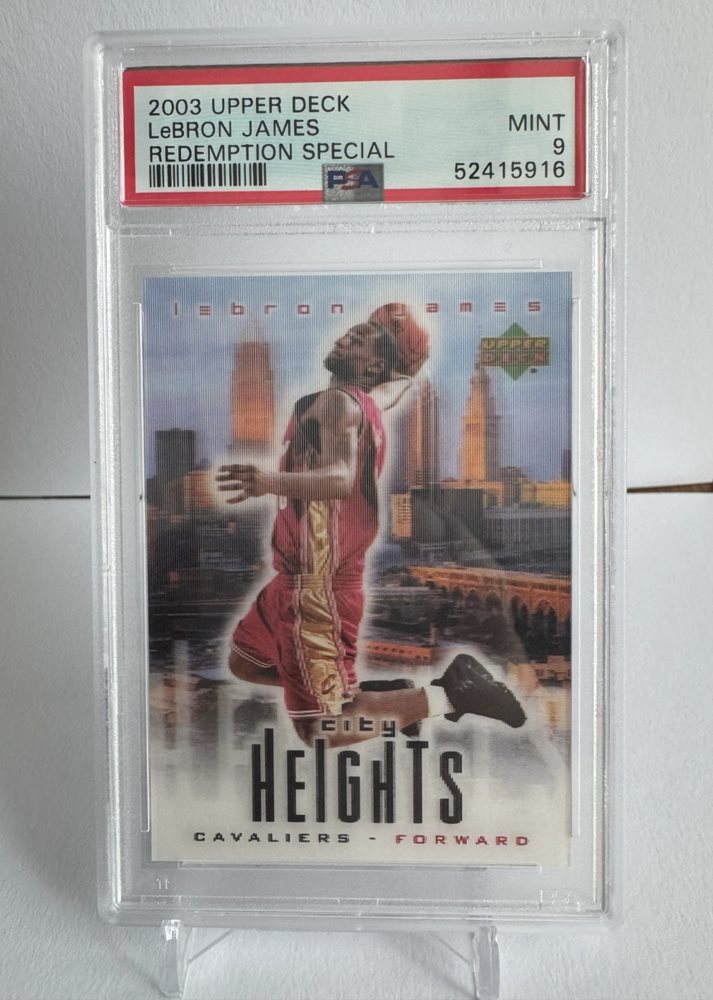 2003 UPPER DECK
LeBRON JAMES
REDEMPTION SPECIAL
MINT
9
52415916
PSA
lebron james
UPPER
DECK
city
HEIGHTS
CAVALIERS - FORWARD